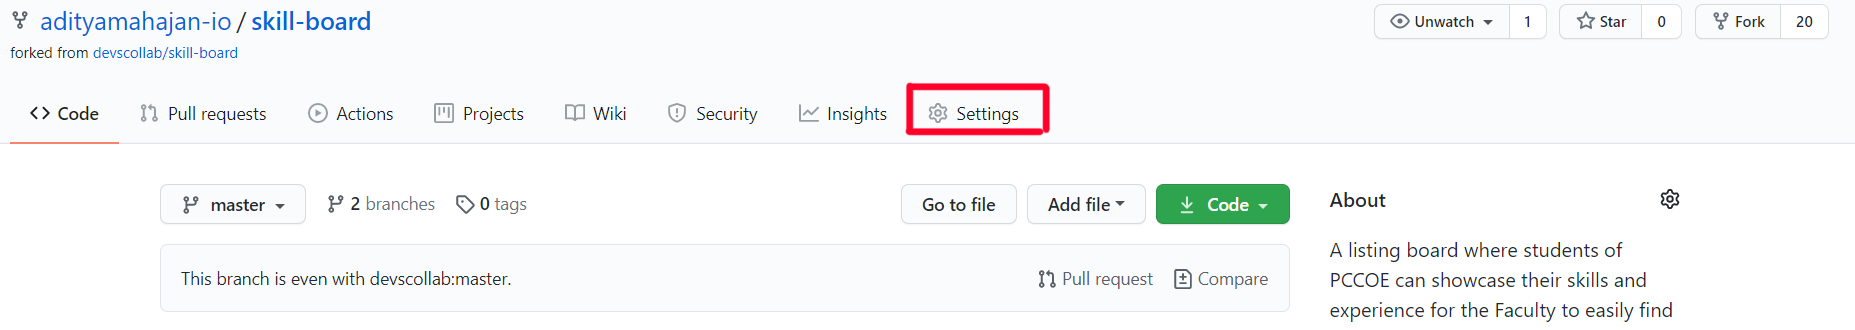 adityamahajan-io / skill-board
Unwatch 1
Star 0
Fork 20
forked from devscollab/skill-board
Code
Pull requests
Actions
Projects
Wiki
Security
Insights
Settings
master
2 branches
0 tags
Go to file
Add file
Code
About
This branch is even with devscollab:master.
Pull request
Compare
A listing board where students of
PCCOE can showcase their skills and
experience for the Faculty to easily find